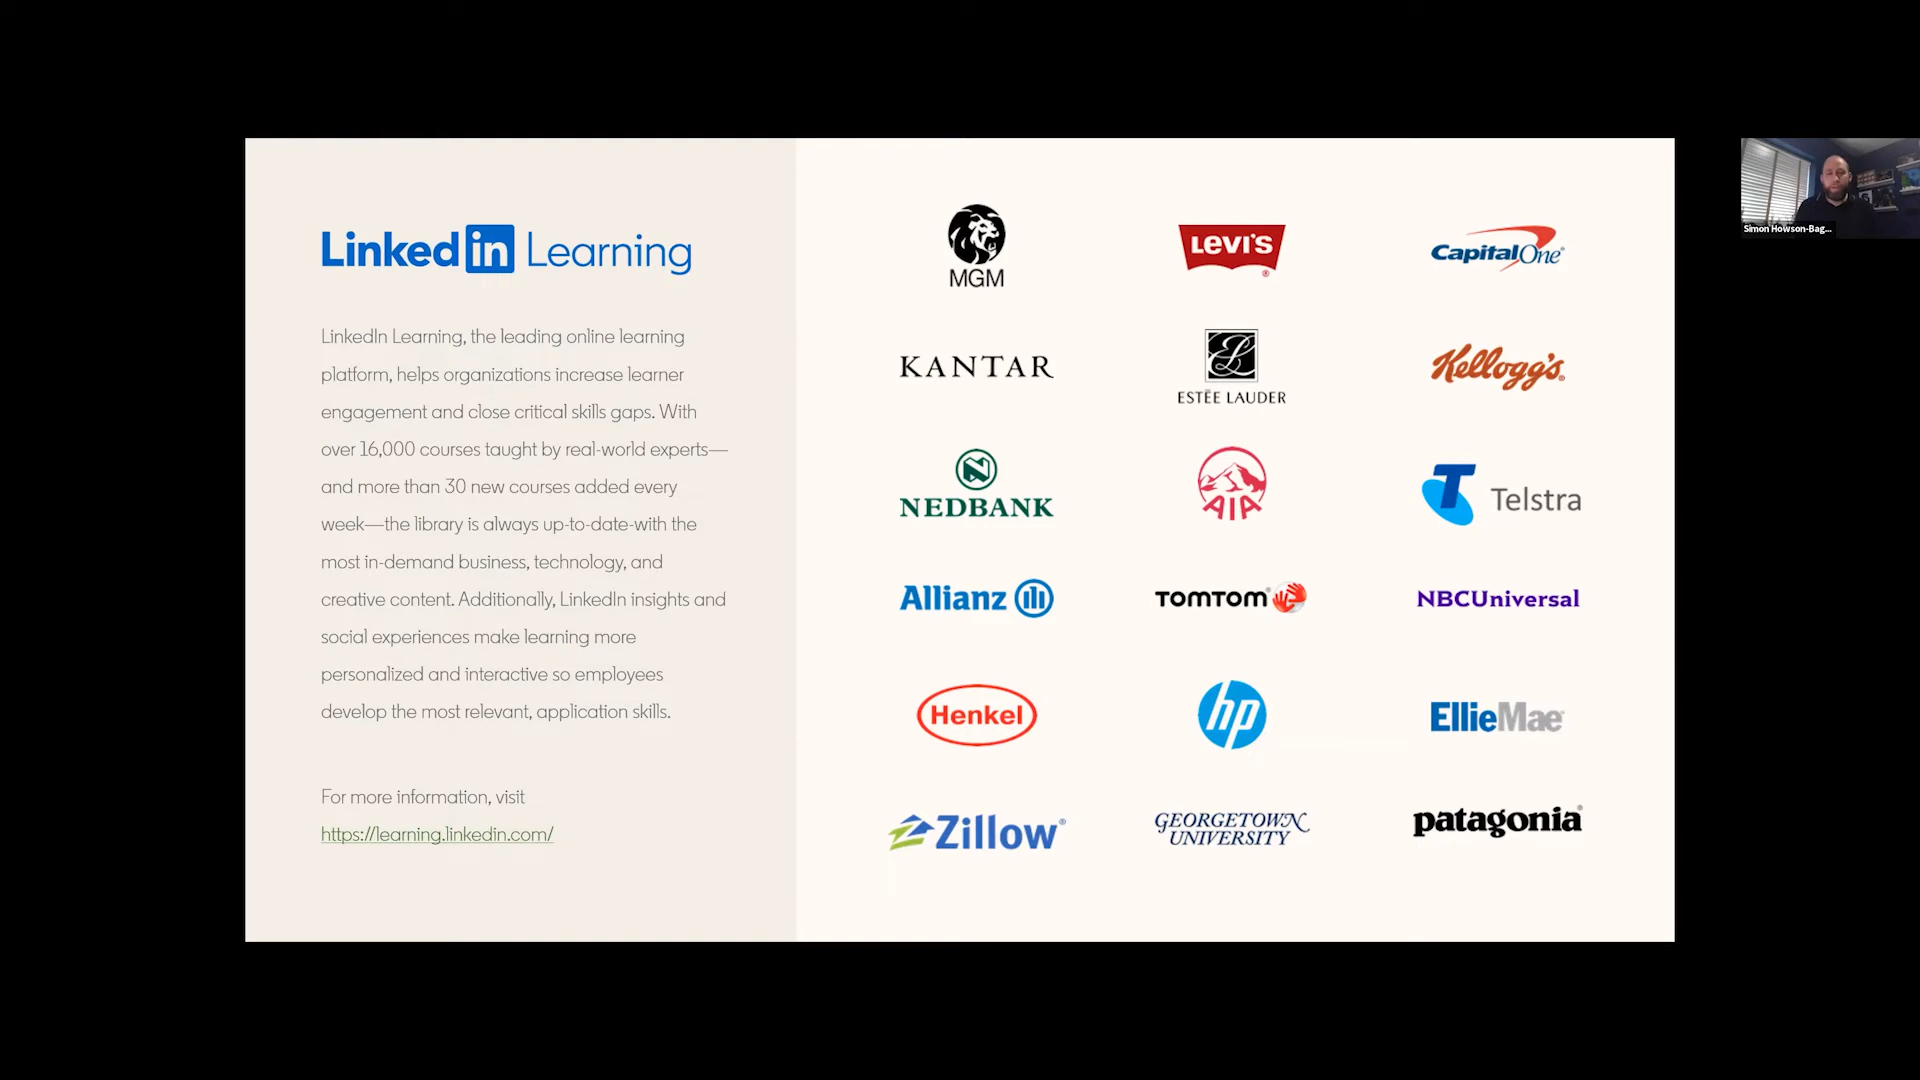 Linked in Learning
LinkedIn Learning, the leading online learning
platform, helps organizations increase learner
engagement and close critical skills gaps. With
over 16,000 courses taught by real-world experts—
and more than 30 new courses added every
week—the library is always up-to-date-with the
most in-demand business, technology, and
creative content. Additionally, LinkedIn insights and
social experiences make learning more
personalized and interactive so employees
develop the most relevant, application skills.
For more information, visit
https://learning.linkedin.com/
MGM
LEVI'S ®
Capital One®
KANTAR
ESTĒE LAUDER
Kellogg's®
NEDBANK
AIA
Telstra
Allianz
TOMTOM®
NBCUniversal
Henkel
hp
EllieMae
Zillow®
GEORGETOWN
UNIVERSITY
patagonia®
Simon Howson-Bag...